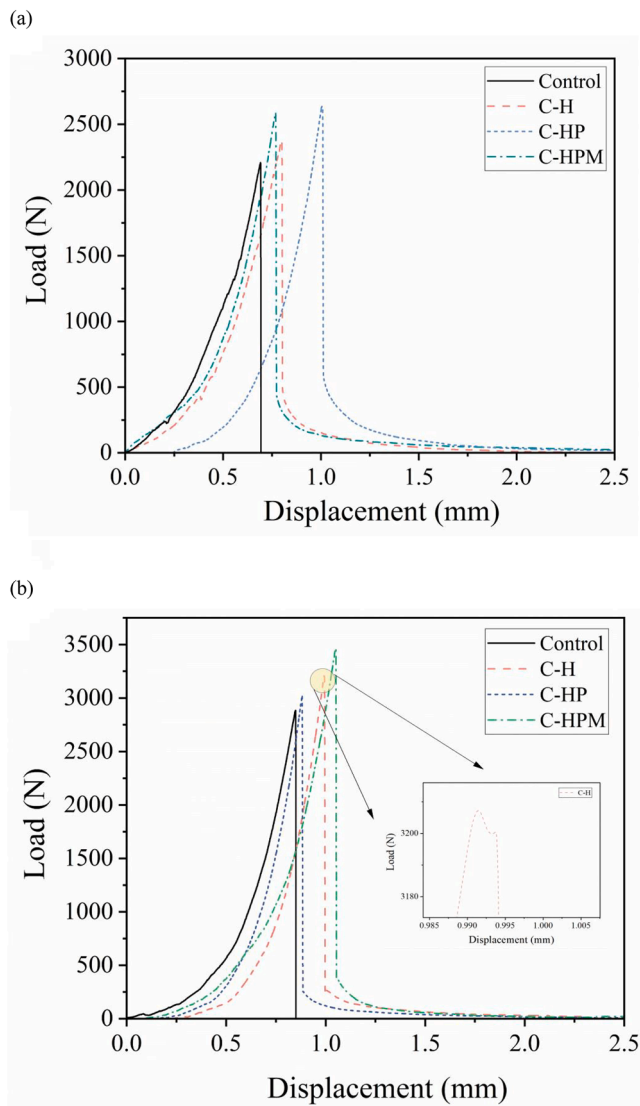 (a)
3000
2500
2000
1500
1000
500
0
Load (N)
Control
C-H
C-HP
C-HPM
0.0 0.5 1.0 1.5 2.0 2.5
Displacement (mm)
(b)
3500
3000
2500
2000
1500
1000
500
0
Load (N)
Control
C-H
C-HP
C-HPM
C-H
3200
3180
Load (N)
0.985 0.990 0.995 1.000 1.005
Displacement (mm)
0.0 0.5 1.0 1.5 2.0 2.5
Displacement (mm)